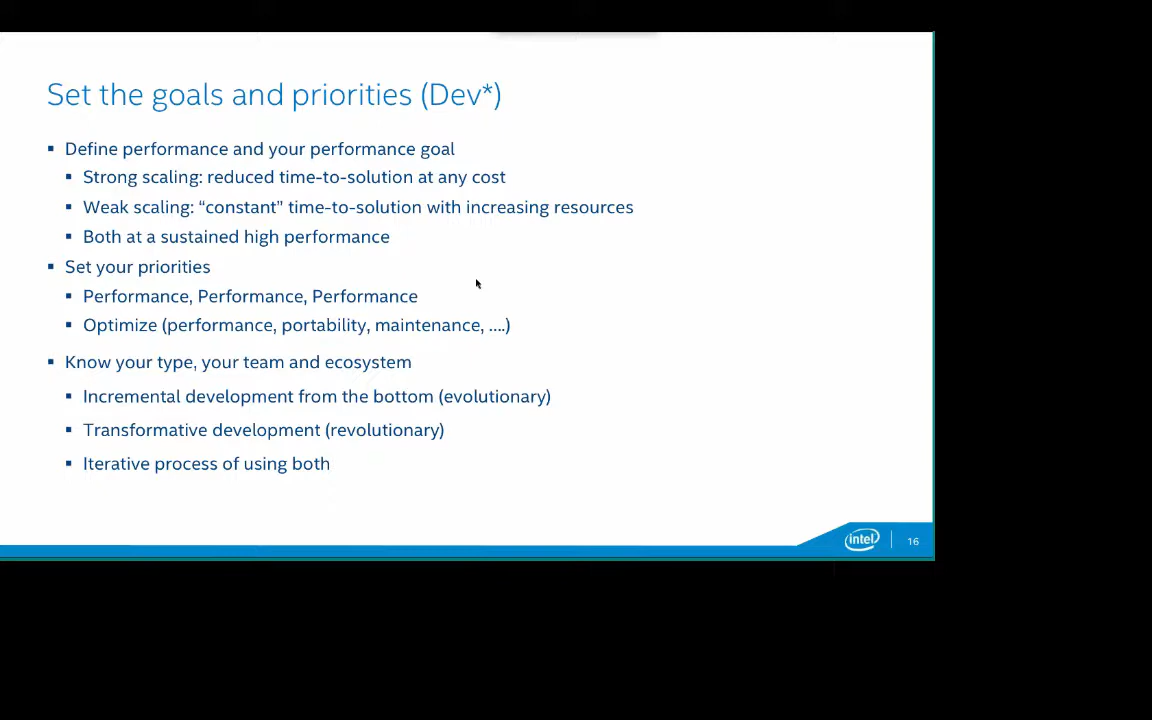 Set the goals and priorities (Dev*)
▪ Define performance and your performance goal
▪ Strong scaling: reduced time-to-solution at any cost
▪ Weak scaling: “constant” time-to-solution with increasing resources
▪ Both at a sustained high performance
▪ Set your priorities
▪ Performance, Performance, Performance
▪ Optimize (performance, portability, maintenance, ....)
▪ Know your type, your team and ecosystem
▪ Incremental development from the bottom (evolutionary)
▪ Transformative development (revolutionary)
▪ Iterative process of using both
intel
16